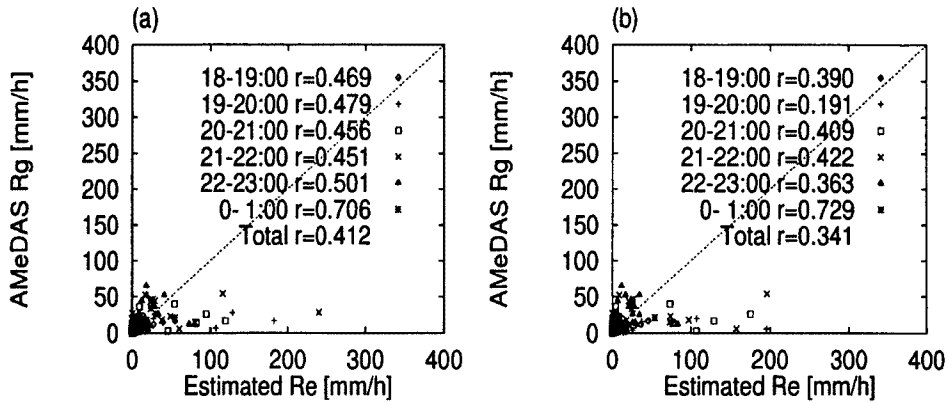 (a)
400
350
300
250
200
150
100
50
0
AMeDAS Rg [mm/h]
18-19:00 r=0.469
19-20:00 r=0.479
20-21:00 r=0.456
21-22:00 r=0.451
22-23:00 r=0.501
0- 1:00 r=0.706
Total r=0.412
0 100 200 300 400
Estimated Re [mm/h]
(b)
400
350
300
250
200
150
100
50
0
AMeDAS Rg [mm/h]
18-19:00 r=0.390
19-20:00 r=0.191
20-21:00 r=0.409
21-22:00 r=0.422
22-23:00 r=0.363
0- 1:00 r=0.729
Total r=0.341
0 100 200 300 400
Estimated Re [mm/h]